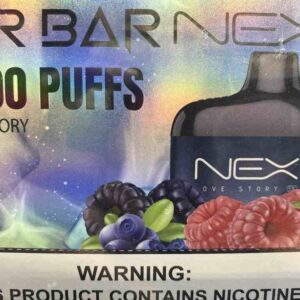 R BAR NEX
00 PUFFS
ORY
NEX
OVE STORY
WARNING:
S PRODUCT CONTAINS NICOTINE